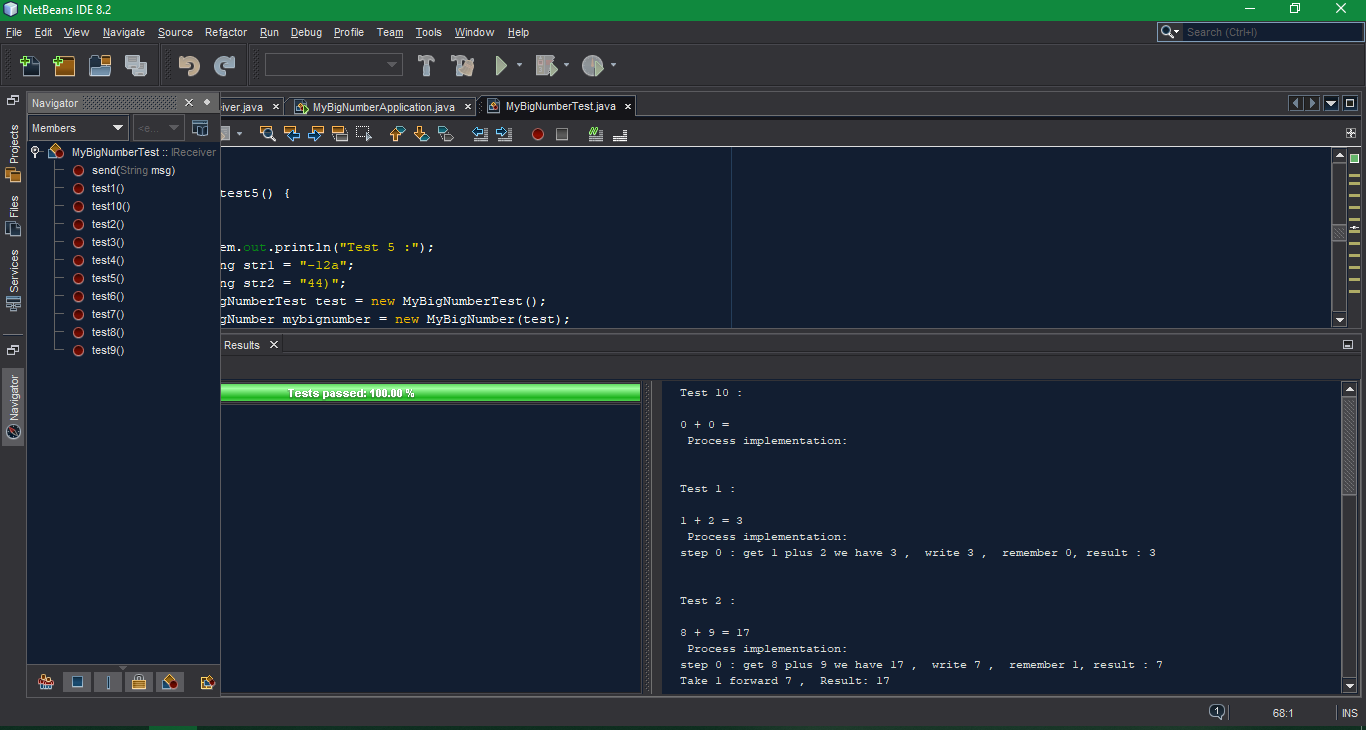 NetBeans IDE 8.2
File Edit View Navigate Source Refactor Run Debug Profile Team Tools Window Help
Search (Ctrl+I)
Navigator
iver.java
MyBigNumberApplication.java
MyBigNumberTest.java
Members
<e...
MyBigNumberTest :: IReceiver
send(String msg)
test1()
test10()
test2()
test3()
test4()
test5()
test6()
test7()
test8()
test9()
Projects
Files
Services
Navigator
test5() {
em.out.println("Test 5 :");
ng str1 = "-12a";
ng str2 = "44)";
gNumberTest test = new MyBigNumberTest();
gNumber mybignumber = new MyBigNumber(test);
Results
Tests passed: 100.00 %
Test 10 :
0 + 0 =
Process implementation:
Test 1 :
1 + 2 = 3
Process implementation:
step 0 : get 1 plus 2 we have 3 , write 3 , remember 0, result : 3
Test 2 :
8 + 9 = 17
Process implementation:
step 0 : get 8 plus 9 we have 17 , write 7 , remember 1, result : 7
Take 1 forward 7 , Result: 17
1
68:1
INS